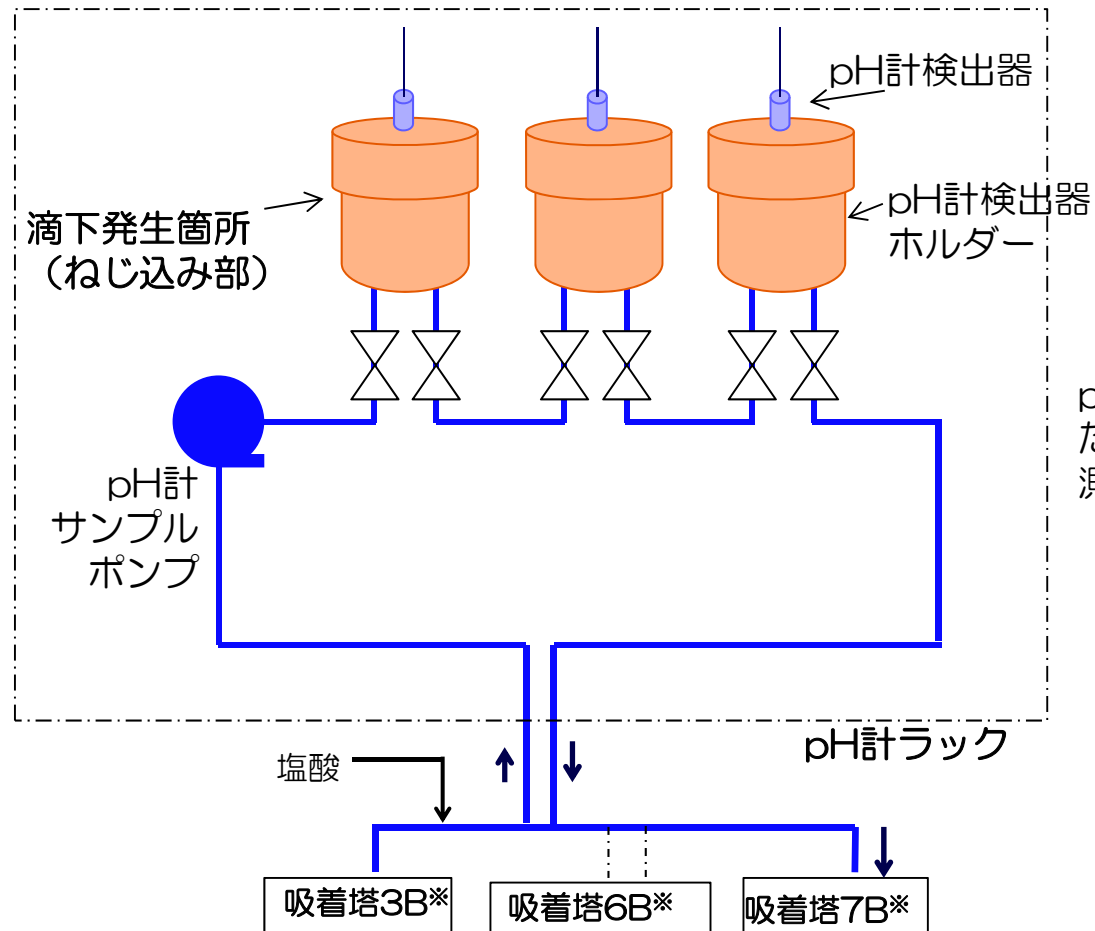 pH計検出器
pH計検出器
ホルダー
滴下発生箇所
(ねじ込み部)
pH計
サンプル
ポンプ
pH計ラック
塩酸
吸着塔3B※
吸着塔6B※
吸着塔7B※